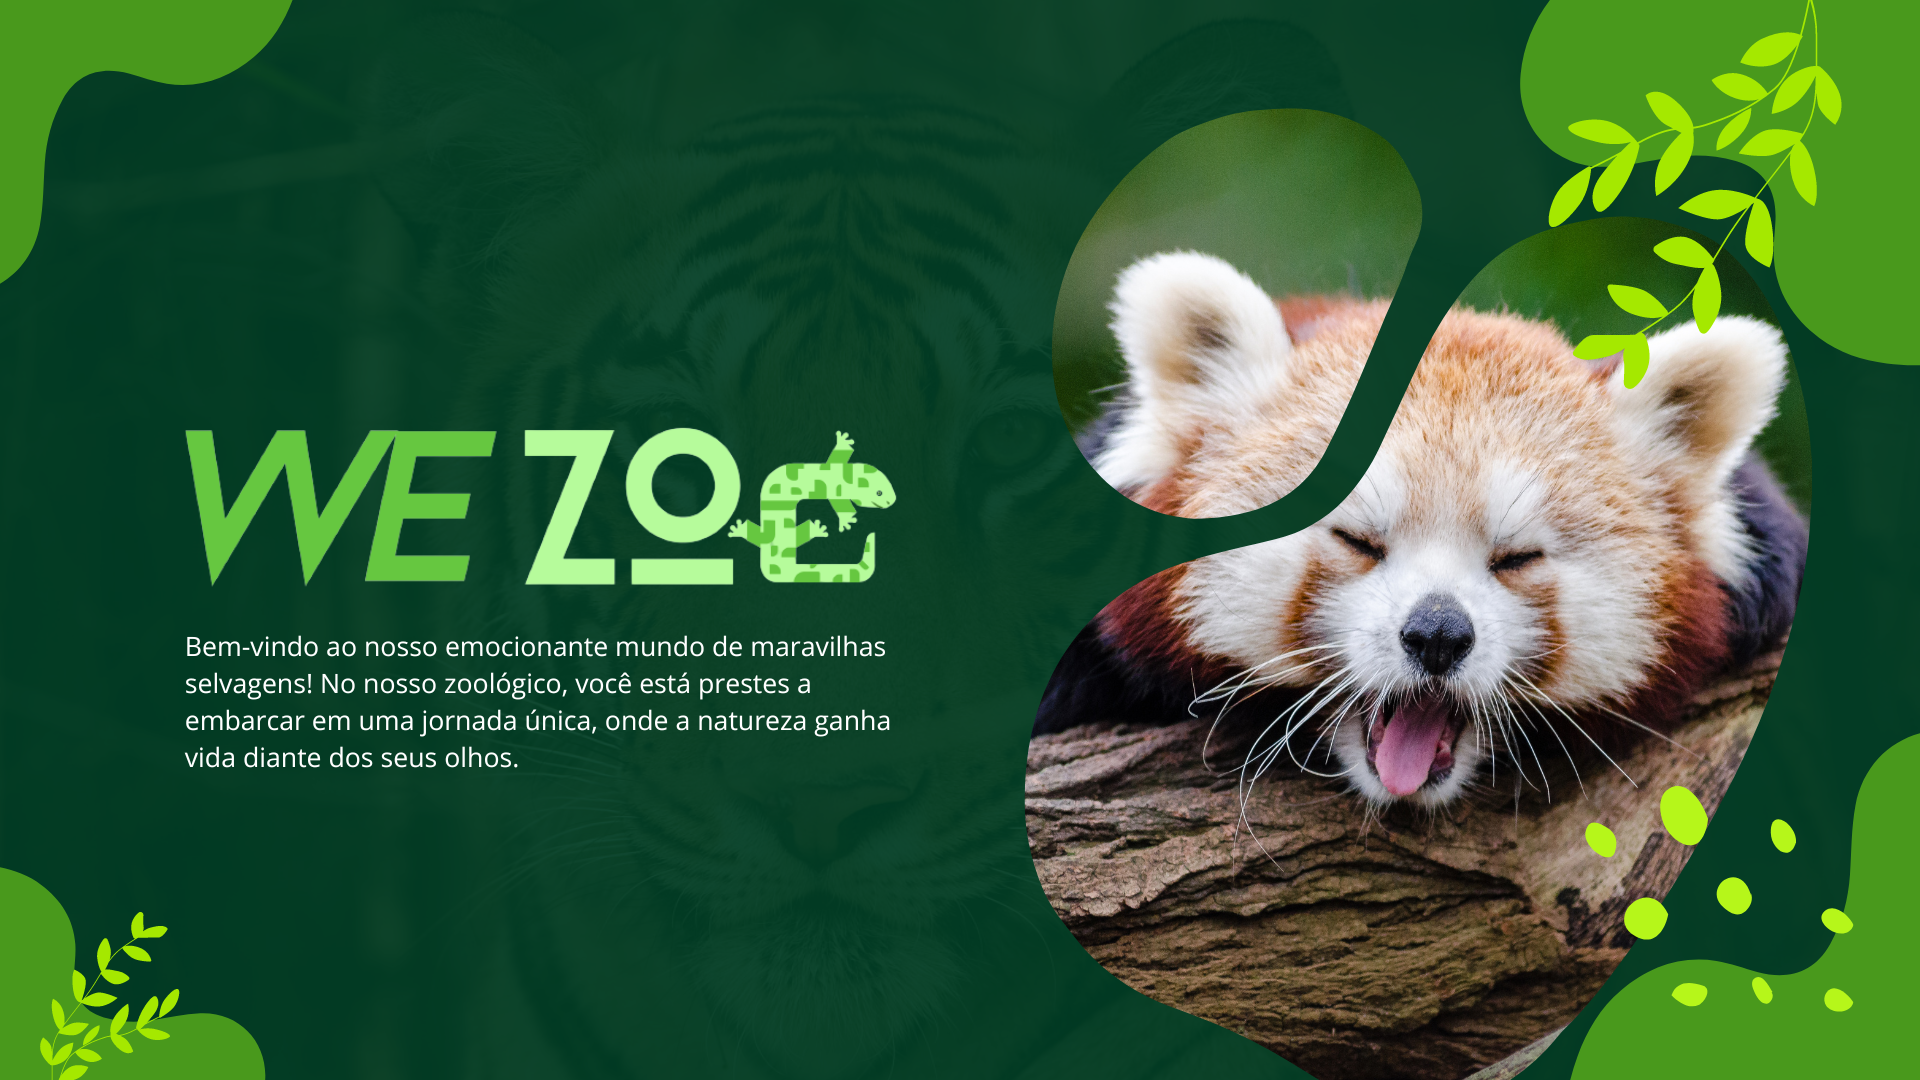 WE ZOO
Bem-vindo ao nosso emocionante mundo de maravilhas
selvagens! No nosso zoológico, você está prestes a
embarcar em uma jornada única, onde a natureza ganha
vida diante dos seus olhos.